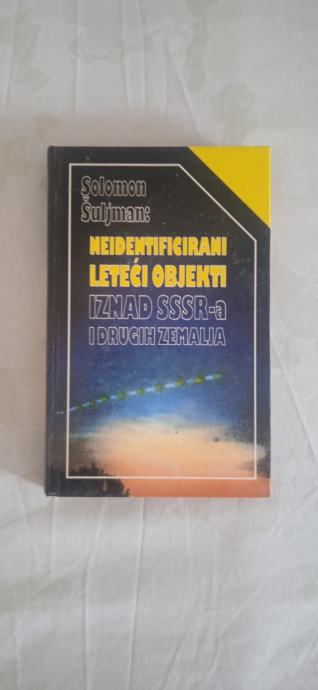 Solomon
Šuljman:
NEIDENTIFICIRANI
LETEĆI OBJEKTI
IZNAD SSSR-a
I DRUGIH ZEMALJA